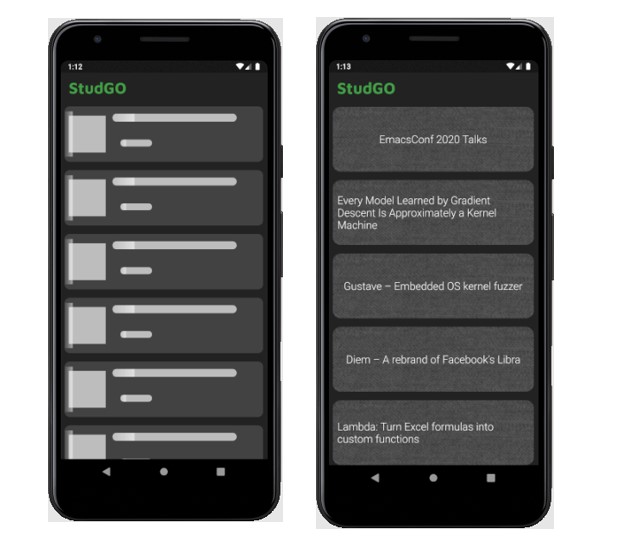 1:12
StudGO
1:13
StudGO
EmacsConf 2020 Talks
Every Model Learned by Gradient
Descent Is Approximately a Kernel
Machine
Gustave – Embedded OS kernel fuzzer
Diem – A rebrand of Facebook's Libra
Lambda: Turn Excel formulas into
custom functions